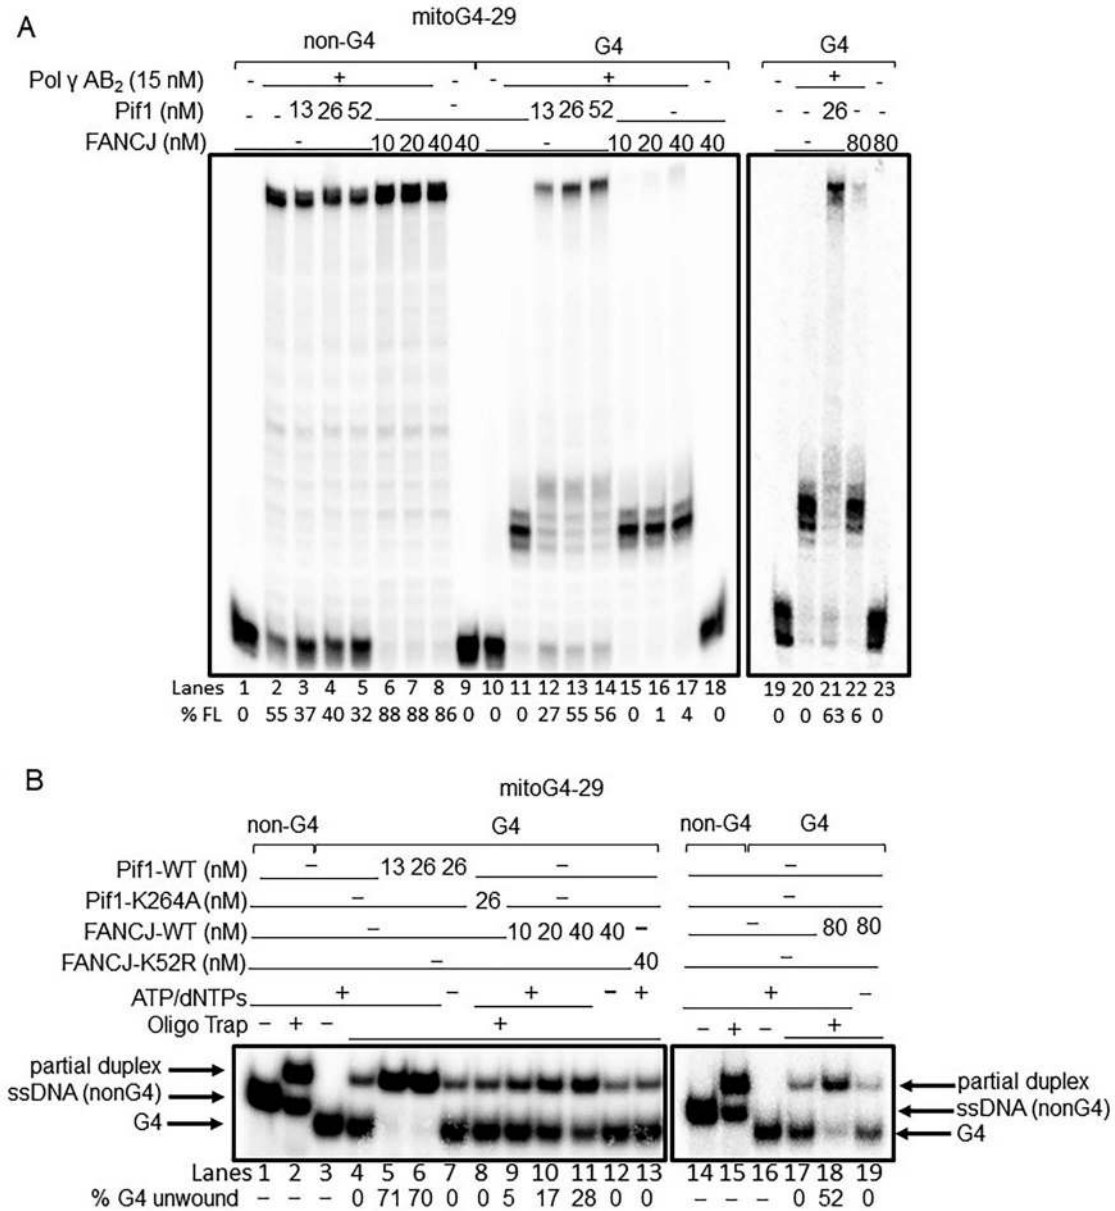 A
mitoG4-29
non-G4 G4 G4
Pol γ AB2 (15 nM) - + - - + - - + -
Pif1 (nM) - - 13 26 52 - 13 26 52 - - - 26 - -
FANCJ (nM) - 10 20 40 40 - 10 20 40 40 - 80 80
Lanes 1 2 3 4 5 6 7 8 9 10 11 12 13 14 15 16 17 18 19 20 21 22 23
% FL 0 55 37 40 32 88 88 86 0 0 0 27 55 56 0 1 4 0 0 0 63 6 0
B
mitoG4-29
non-G4 G4 non-G4 G4
Pif1-WT (nM) – 13 26 26 – –
Pif1-K264A (nM) – 26 – –
FANCJ-WT (nM) – 10 20 40 40 – – 80 80
FANCJ-K52R (nM) – 40 –
ATP/dNTPs + – + – + + –
Oligo Trap – + – + – + – +
partial duplex partial duplex
ssDNA (nonG4) ssDNA (nonG4)
G4 G4
Lanes 1 2 3 4 5 6 7 8 9 10 11 12 13 14 15 16 17 18 19
% G4 unwound – – – 0 71 70 0 0 5 17 28 0 0 – – – 0 52 0